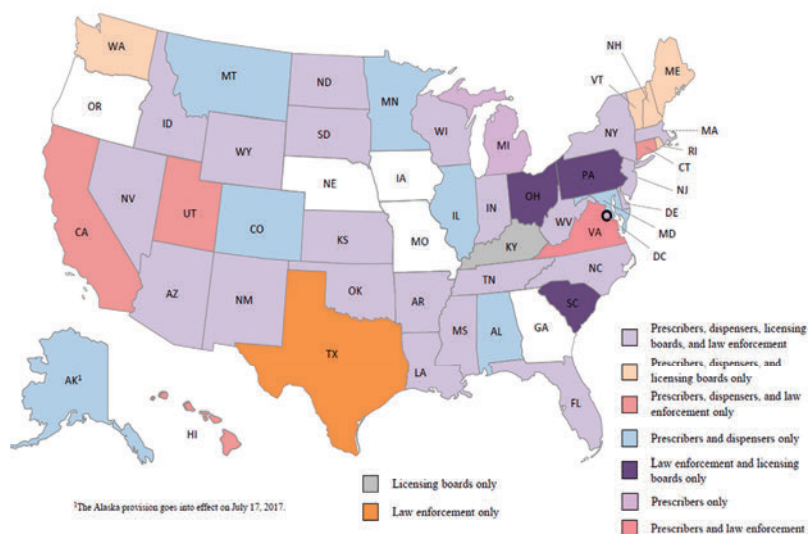 WA
MT
ND
MN
OR
ID
SD
WI
WY
MI
NH
VT
ME
NY
MA
RI
CT
NJ
DE
MD
DC
NE
IA
PA
OH
IL
IN
WV
VA
NV
UT
CO
CA
KS
MO
KY
NC
TN
AZ
NM
OK
AR
SC
MS
AL
GA
TX
LA
FL
AK¹
HI
Prescribers, dispensers, licensing
boards, and law enforcement
Prescribers, dispensers, and
licensing boards only
Prescribers, dispensers, and law
enforcement only
Prescribers and dispensers only
Law enforcement and licensing
boards only
Prescribers only
Prescribers and law enforcement
Licensing boards only
Law enforcement only
¹The Alaska provision goes into effect on July 17, 2017.